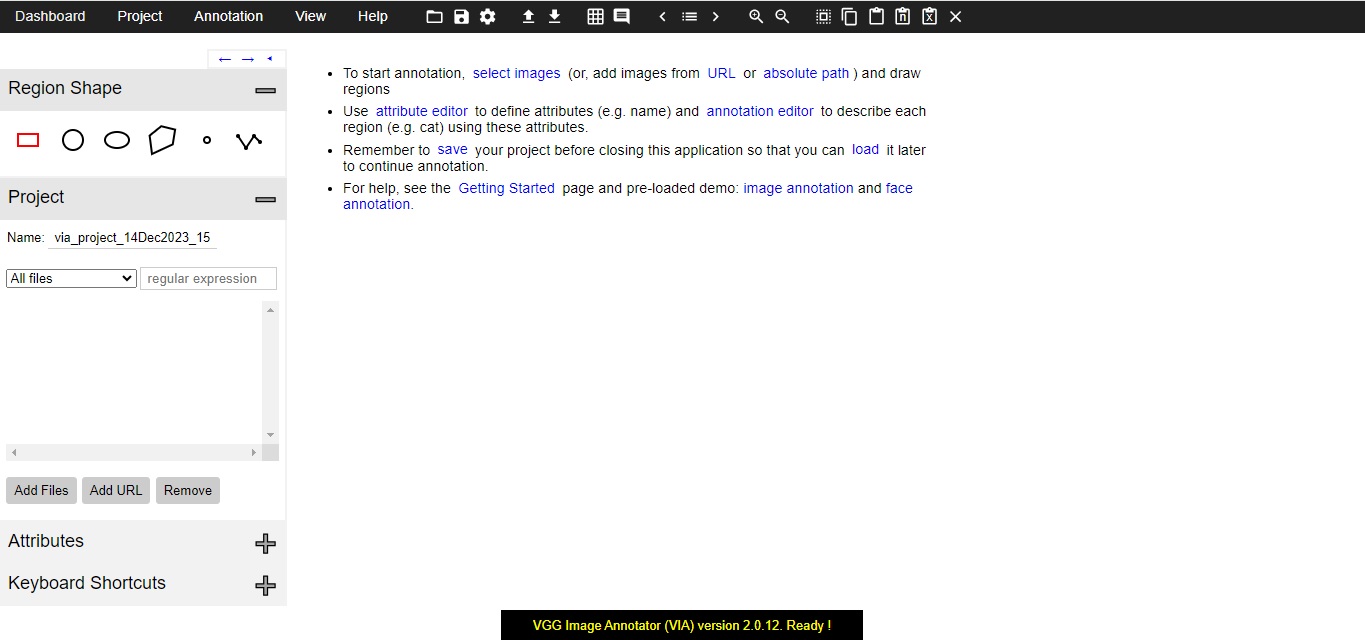 Dashboard Project Annotation View Help
Region Shape
Project
Name: via_project_14Dec2023_15
All files regular expression
Add Files Add URL Remove
Attributes
Keyboard Shortcuts
To start annotation, select images (or, add images from URL or absolute path ) and draw
regions
Use attribute editor to define attributes (e.g. name) and annotation editor to describe each
region (e.g. cat) using these attributes.
Remember to save your project before closing this application so that you can load it later
to continue annotation.
For help, see the Getting Started page and pre-loaded demo: image annotation and face
annotation.
VGG Image Annotator (VIA) version 2.0.12. Ready !